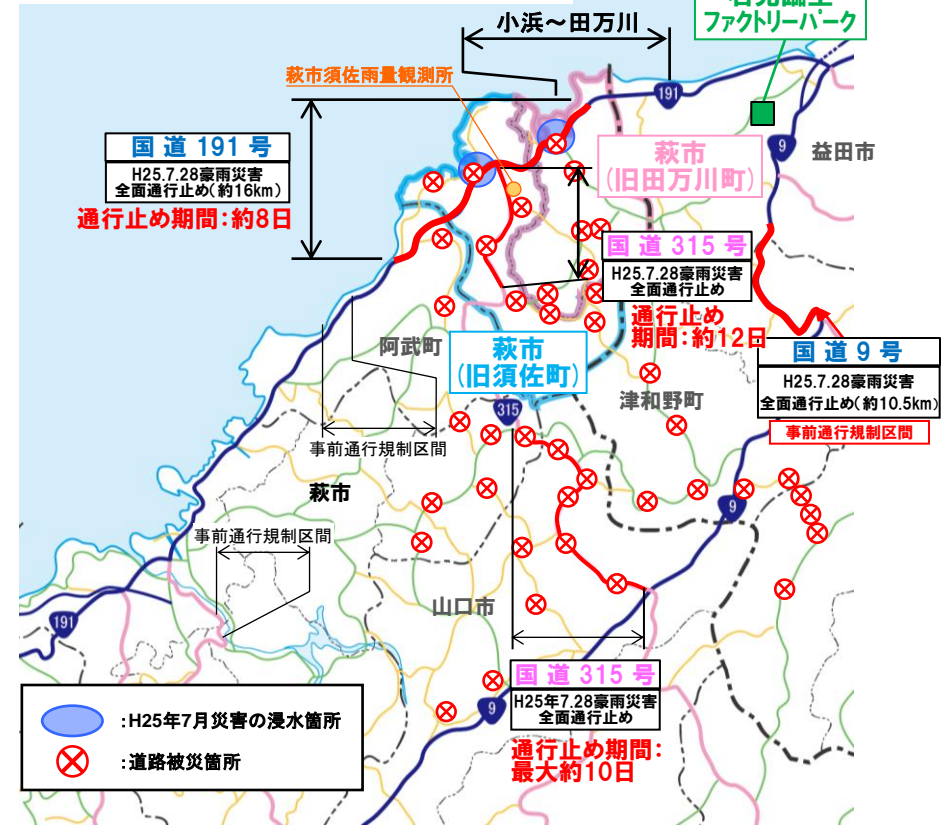 小浜～田万川
ファクトリーパーク
萩市須佐雨量観測所
191
9
益田市
国道 191 号
H25.7.28豪雨災害
全面通行止め(約16km)
通行止め期間:約8日
萩市
(旧田万川町)
国道 315 号
H25.7.28豪雨災害
全面通行止め
通行止め
期間:約12日
阿武町
萩市
(旧須佐町)
国道 9 号
H25.7.28豪雨災害
全面通行止め(約10.5km)
事前通行規制区間
津和野町
315
事前通行規制区間
萩市
9
事前通行規制区間
山口市
191
国道 315 号
H25年7.28豪雨災害
全面通行止め
通行止め期間:
最大約10日
9
:H25年7月災害の浸水箇所
:道路被災箇所